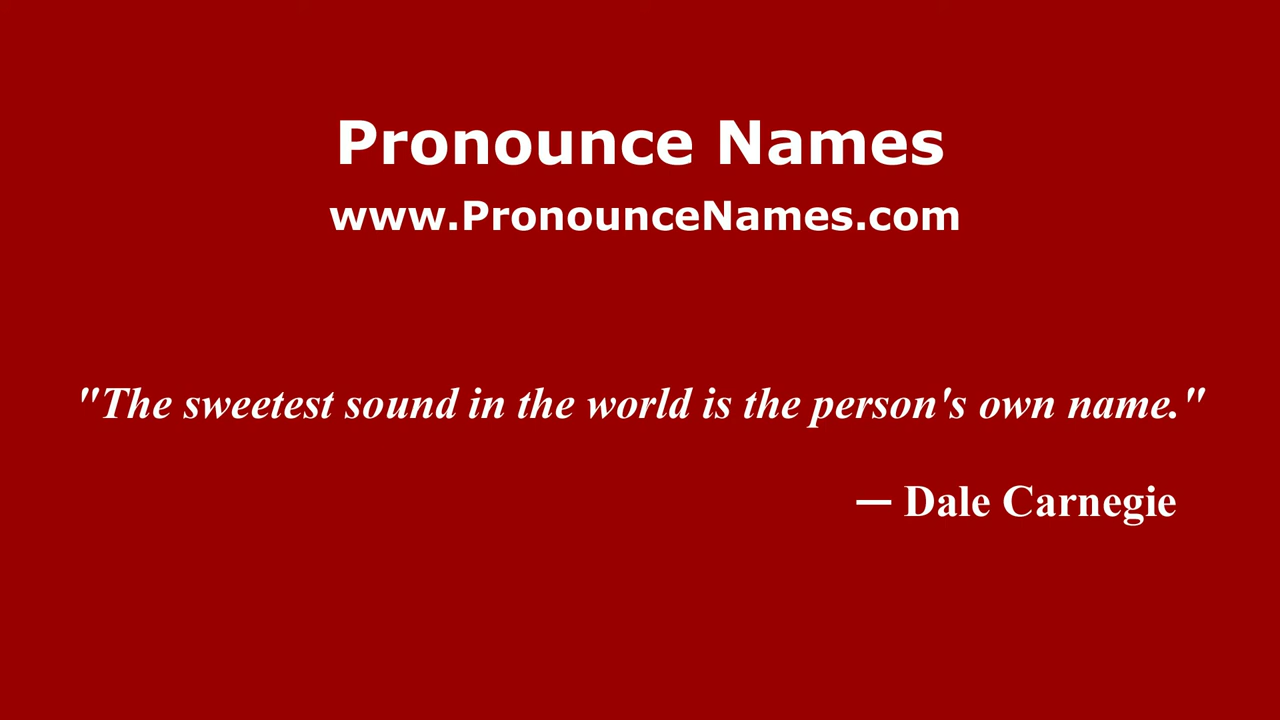 Pronounce Names
www.PronounceNames.com
"The sweetest sound in the world is the person's own name."
— Dale Carnegie